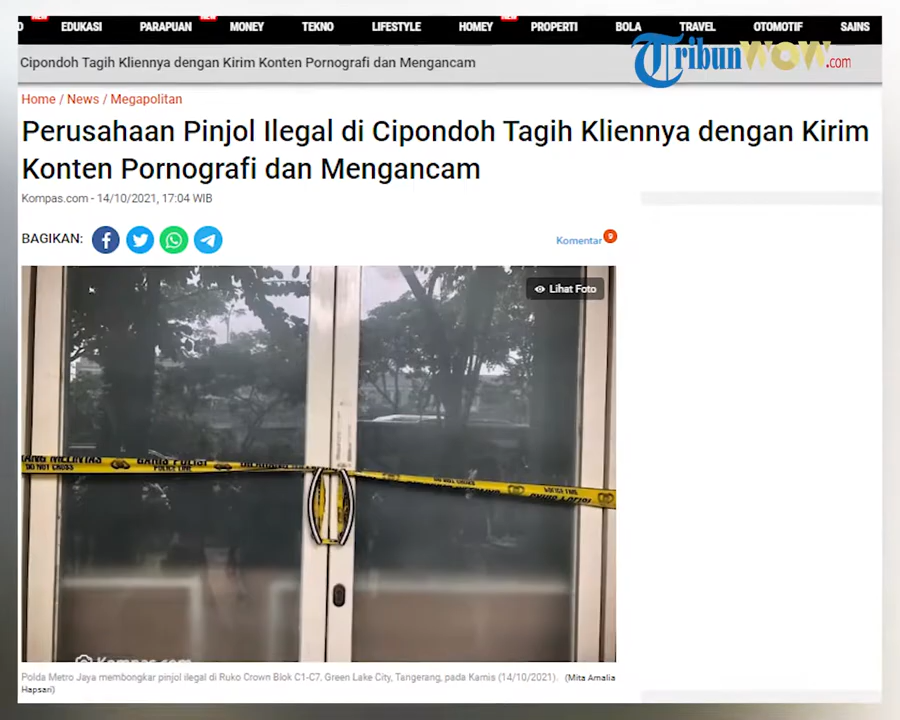 EDUKASI PARAPUAN MONEY TEKNO LIFESTYLE HOMEY PROPERTI BOLA TRAVEL OTOMOTIF SAINS
Cipondoh Tagih Kliennya dengan Kirim Konten Pornografi dan Mengancam
TribunWOW.com
Home / News / Megapolitan
Perusahaan Pinjol Ilegal di Cipondoh Tagih Kliennya dengan Kirim
Konten Pornografi dan Mengancam
Kompas.com - 14/10/2021, 17:04 WIB
BAGIKAN:
Komentar 9
Lihat Foto
DO NOT CROSS
GARIS POLISI
POLICE LINE
Kompas.com
Polda Metro Jaya membongkar pinjol ilegal di Ruko Crown Blok C1-C7, Green Lake City, Tangerang, pada Kamis (14/10/2021). (Mita Amalia
Hapsari)